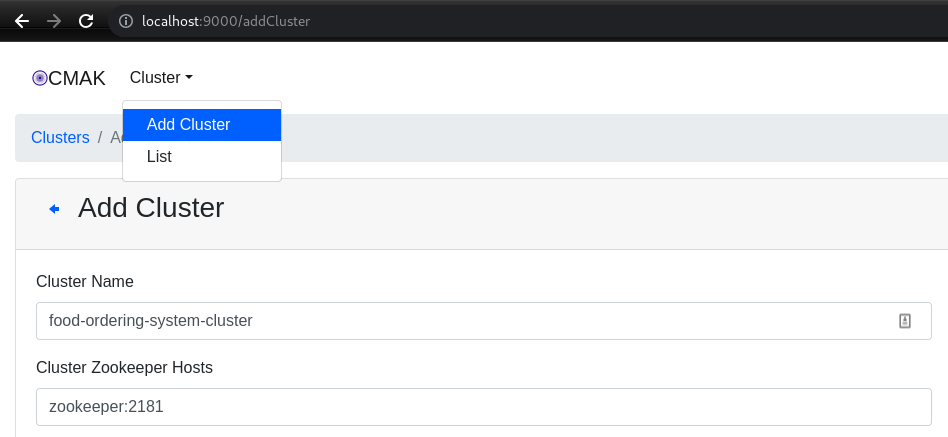 localhost:9000/addCluster
CMAK Cluster
Add Cluster
List
Clusters / A
Add Cluster
Cluster Name
food-ordering-system-cluster
Cluster Zookeeper Hosts
zookeeper:2181